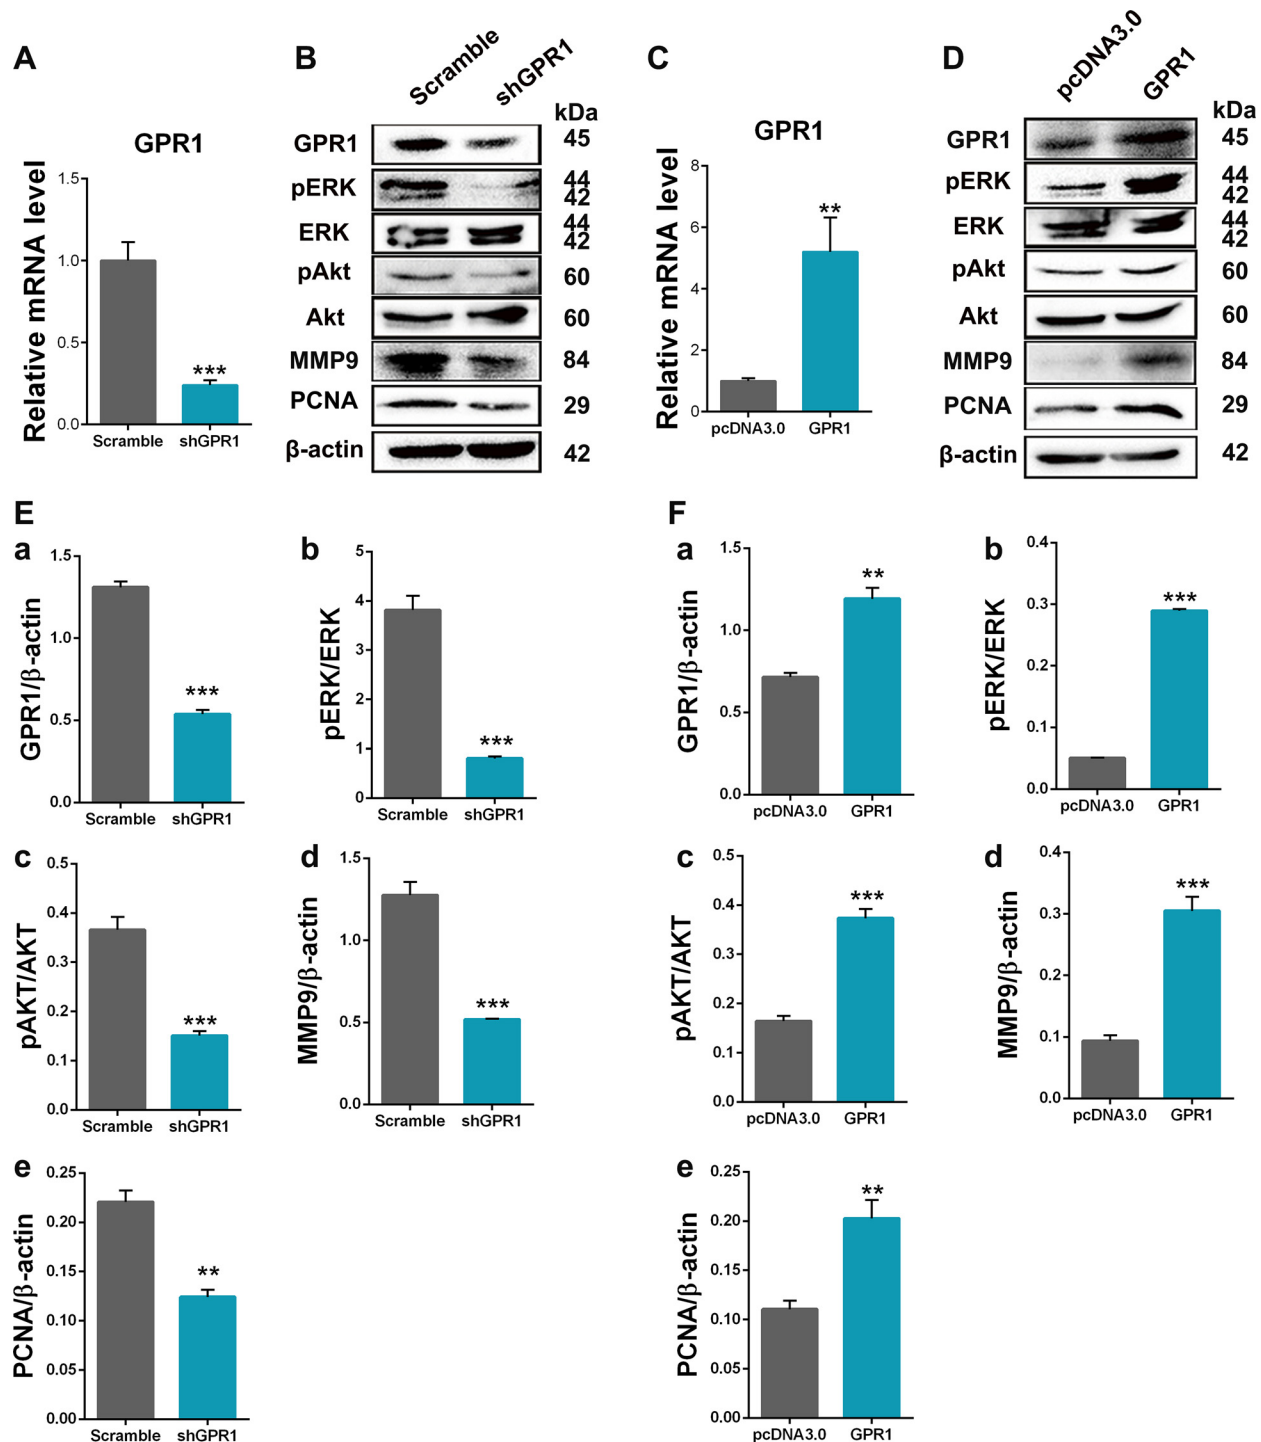 A
GPR1
Relative mRNA level
1.5
1.0
0.5
0.0
***
Scramble
shGPR1
B
Scramble
shGPR1
kDa
GPR1
45
pERK
44
42
ERK
44
42
pAkt
60
Akt
60
MMP9
84
PCNA
29
β-actin
42
C
GPR1
Relative mRNA level
8
6
4
2
0
**
pcDNA3.0
GPR1
D
pcDNA3.0
GPR1
kDa
GPR1
45
pERK
44
42
ERK
44
42
pAkt
60
Akt
60
MMP9
84
PCNA
29
β-actin
42
E
a
GPR1/β-actin
1.5
1.0
0.5
0.0
***
Scramble
shGPR1
b
pERK/ERK
5
4
3
2
1
0
***
Scramble
shGPR1
c
pAKT/AKT
0.5
0.4
0.3
0.2
0.1
0.0
***
Scramble
shGPR1
d
MMP9/β-actin
1.5
1.0
0.5
0.0
***
Scramble
shGPR1
e
PCNA/β-actin
0.25
0.20
0.15
0.10
0.05
0.00
**
Scramble
shGPR1
F
a
GPR1/β-actin
1.5
1.0
0.5
0.0
**
pcDNA3.0
GPR1
b
pERK/ERK
0.4
0.3
0.2
0.1
0.0
***
pcDNA3.0
GPR1
c
pAKT/AKT
0.5
0.4
0.3
0.2
0.1
0.0
***
pcDNA3.0
GPR1
d
MMP9/β-actin
0.4
0.3
0.2
0.1
0.0
***
pcDNA3.0
GPR1
e
PCNA/β-actin
0.25
0.20
0.15
0.10
0.05
0.00
**
pcDNA3.0
GPR1